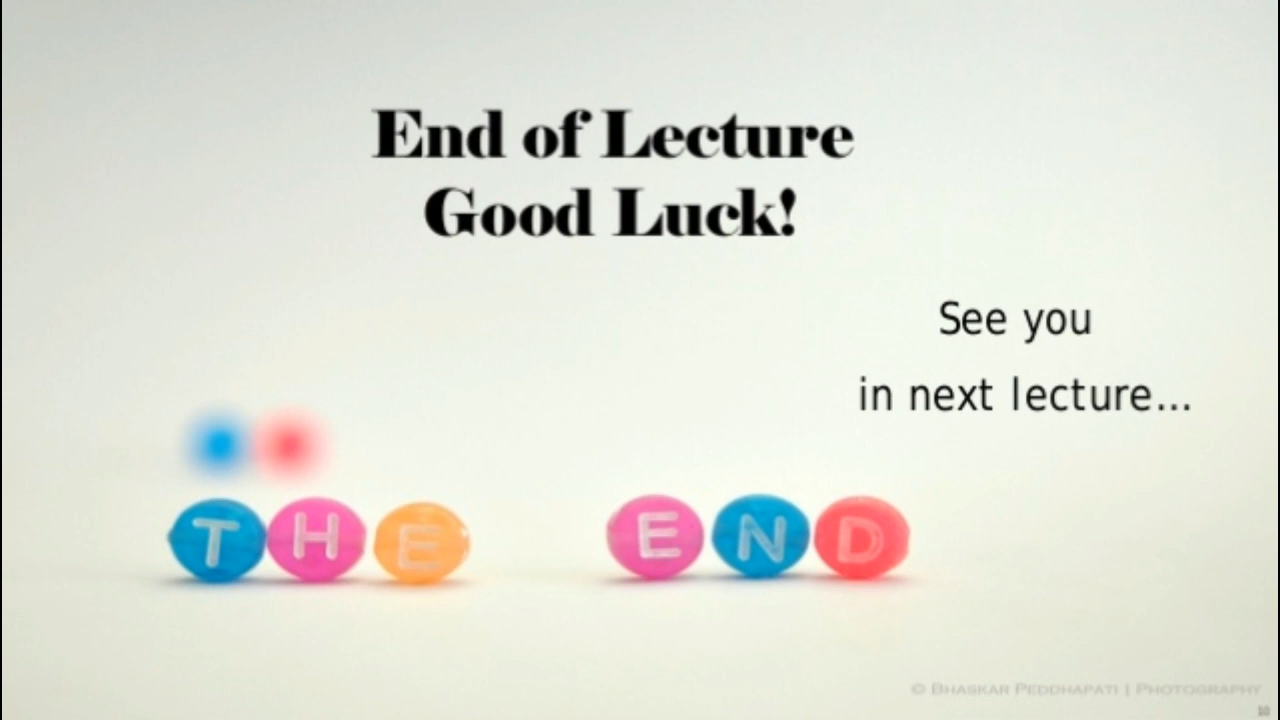 End of Lecture
Good Luck!
See you
in next lecture...
THE END
© BHASKAR PEDDHAPATI | PHOTOGRAPHY